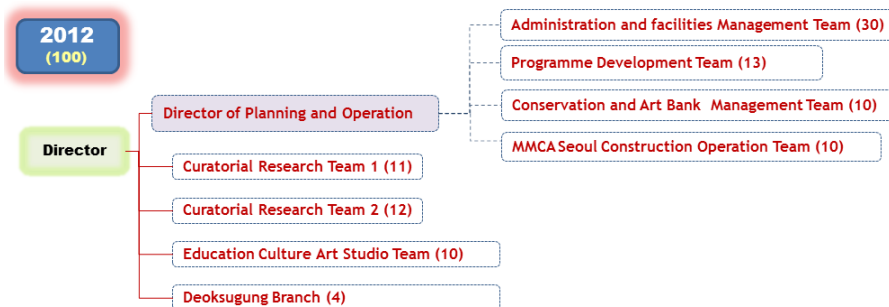 2012
(100)
Administration and facilities Management Team (30)
Programme Development Team (13)
Director of Planning and Operation
Conservation and Art Bank Management Team (10)
Director
MMCA Seoul Construction Operation Team (10)
Curatorial Research Team 1 (11)
Curatorial Research Team 2 (12)
Education Culture Art Studio Team (10)
Deoksugung Branch (4)